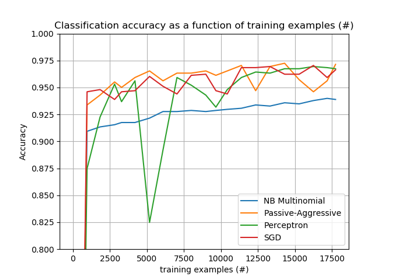 Classification accuracy as a function of training examples (#)
1.000
0.975
0.950
0.925
0.900
0.875
0.850
0.825
0.800
Accuracy
NB Multinomial
Passive-Aggressive
Perceptron
SGD
0 2500 5000 7500 10000 12500 15000 17500
training examples (#)